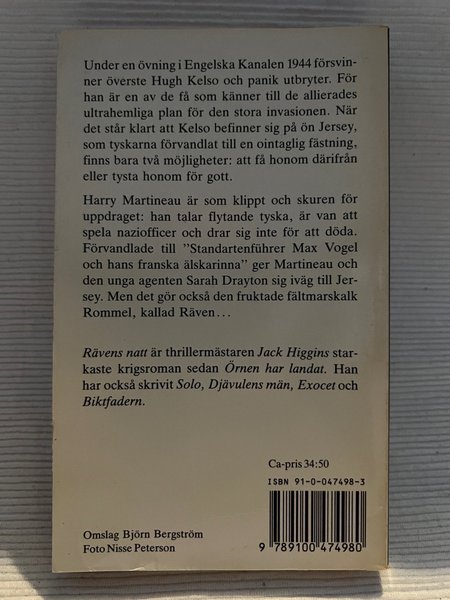 Under en övning i Engelska Kanalen 1944 försvin-
ner överste Hugh Kelso och panik utbryter. För
han är en av de få som känner till de allierades
ultrahemliga plan för den stora invasionen. När
det står klart att Kelso befinner sig på ön Jersey,
som tyskarna förvandlat till en ointaglig fästning,
finns bara två möjligheter: att få honom därifrån
eller tysta honom för gott.
Harry Martineau är som klippt och skuren för
uppdraget: han talar flytande tyska, är van att
spela naziofficer och drar sig inte för att döda.
Förvandlade till "Standartenführer Max Vogel
och hans franska älskarinna" ger Martineau och
den unga agenten Sarah Drayton sig iväg till Jer-
sey. Men det gör också den fruktade fältmarskalk
Rommel, kallad Räven...
Rävens natt är thrillermästaren Jack Higgins star-
kaste krigsroman sedan Örnen har landat. Han
har också skrivit Solo, Djävulens män, Exocet och
Biktfadern.
Ca-pris 34:50
ISBN 91-0-047498-3
Omslag Björn Bergström
Foto Nisse Peterson
9 789100 474980